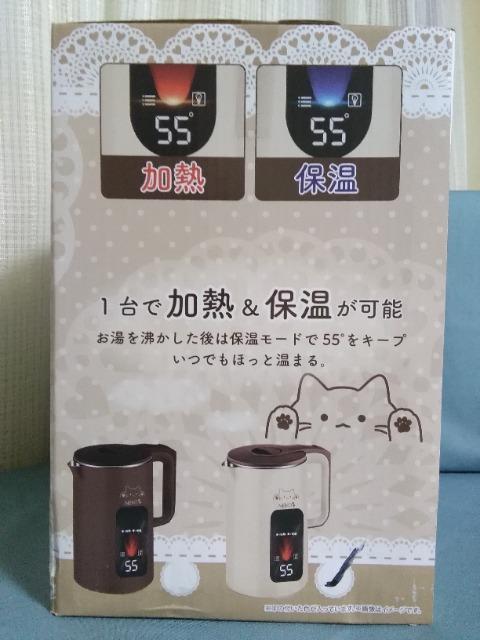 55°
加熱
55°
保温
1台で加熱&保温が可能
お湯を沸かした後は保温モードで55°をキープ
いつでもほっと温まる。
55
55